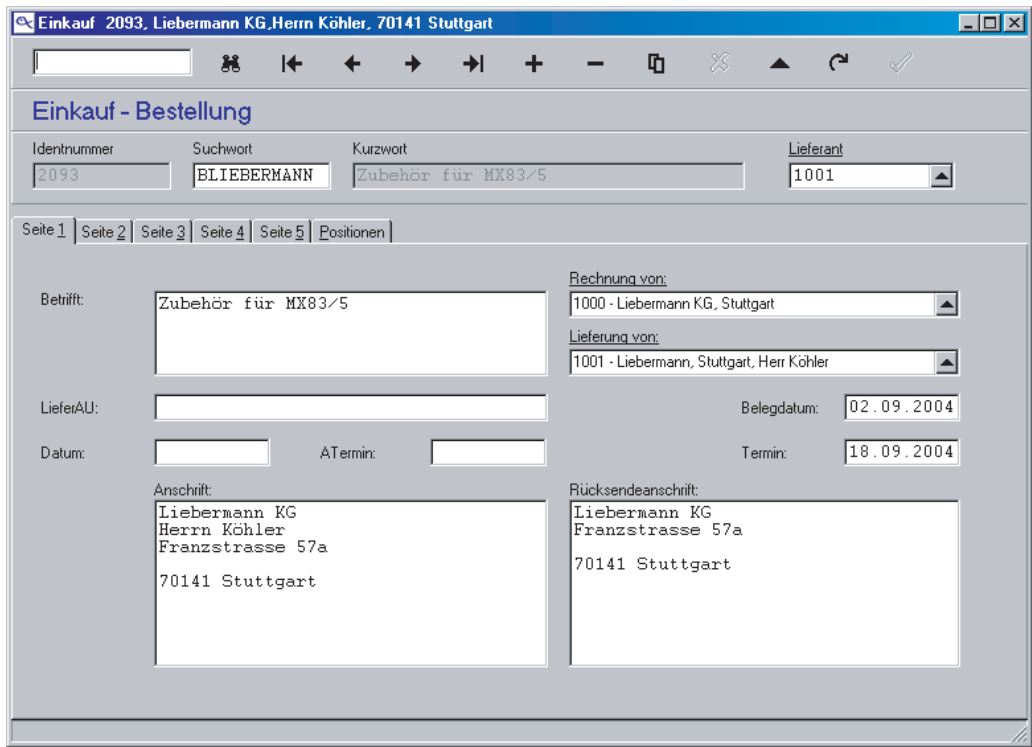 Einkauf 2093, Liebermann KG,Herrn Köhler, 70141 Stuttgart
Einkauf - Bestellung
Identnummer Suchwort Kurzwort Lieferant
2093 BLIEBERMANN Zubehör für MX83/5 1001
Seite 1 Seite 2 Seite 3 Seite 4 Seite 5 Positionen
Rechnung von:
Betrifft: Zubehör für MX83/5 1000 - Liebermann KG, Stuttgart
Lieferung von:
1001 - Liebermann, Stuttgart, Herr Köhler
LieferAU: Belegdatum: 02.09.2004
Datum: ATermin: Termin: 18.09.2004
Anschrift:
Liebermann KG
Herrn Köhler
Franzstrasse 57a
70141 Stuttgart
Rücksendeanschrift:
Liebermann KG
Franzstrasse 57a
70141 Stuttgart